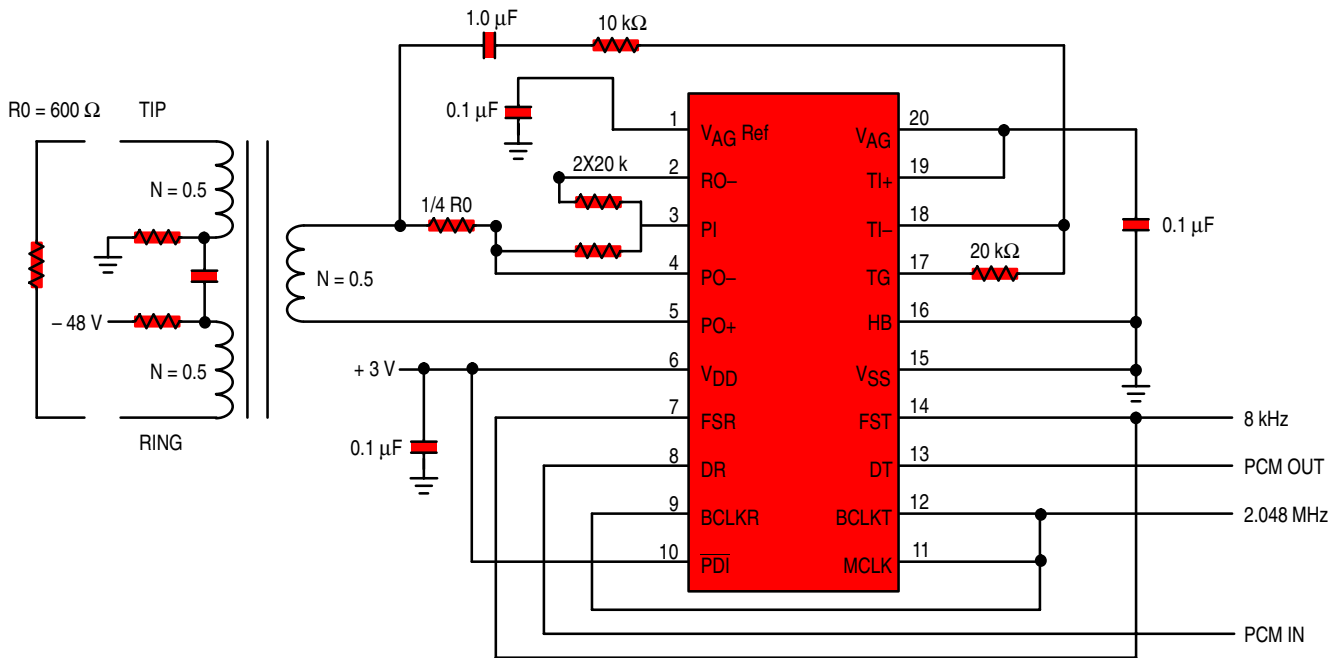 1.0 μF
10 kΩ
R0 = 600 Ω
TIP
0.1 μF
N = 0.5
– 48 V
N = 0.5
RING
N = 0.5
1/4 R0
2X20 k
+ 3 V
0.1 μF
1 VAG Ref
2 RO–
3 PI
4 PO–
5 PO+
6 VDD
7 FSR
8 DR
9 BCLKR
10 PDI
VAG 20
TI+ 19
TI– 18
TG 17
HB 16
VSS 15
FST 14
DT 13
BCLKT 12
MCLK 11
20 kΩ
0.1 μF
8 kHz
PCM OUT
2.048 MHz
PCM IN